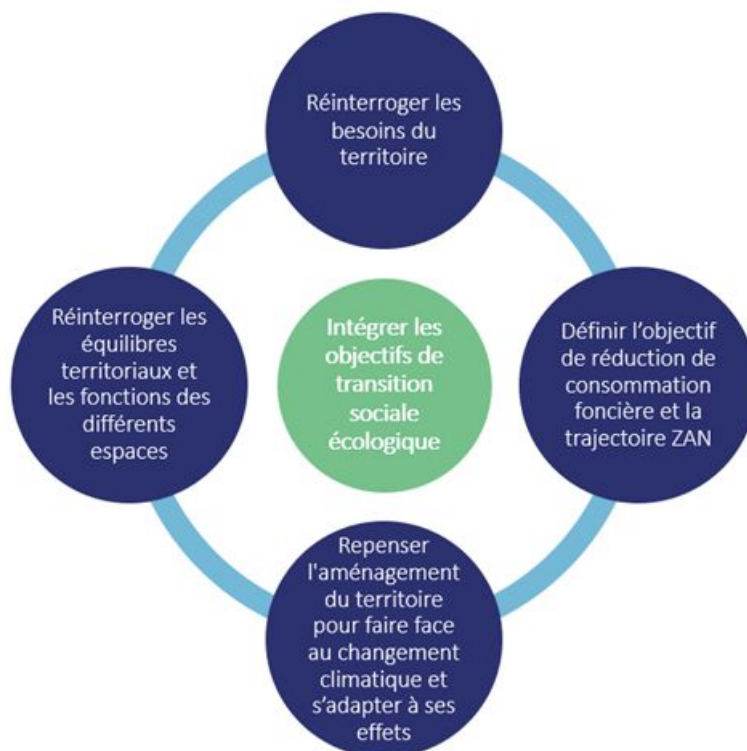 Réinterroger les
besoins du
territoire
Réinterroger les
équilibres
territoriaux et
les fonctions des
différents
espaces
Intégrer les
objectifs de
transition
sociale
écologique
Définir l’objectif
de réduction de
consommation
foncière et la
trajectoire ZAN
Repenser
l'aménagement
du territoire
pour faire face
au changement
climatique et
s’adapter à ses
effets